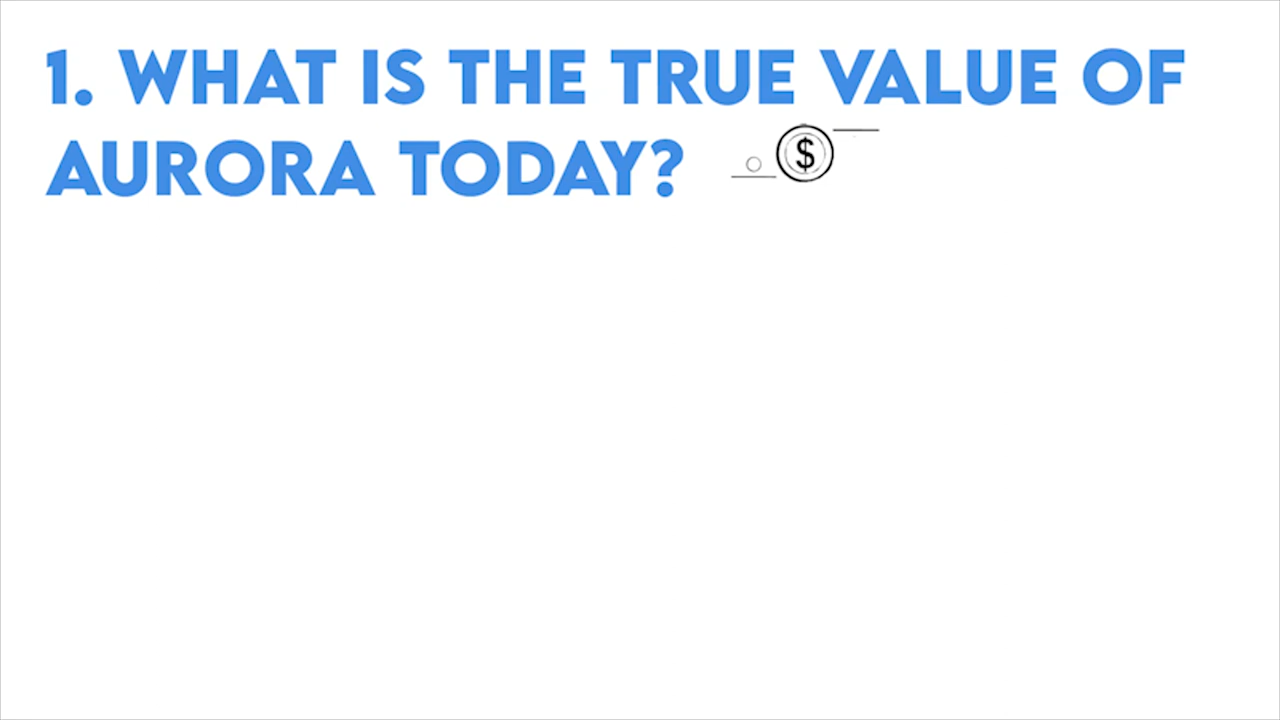 1. WHAT IS THE TRUE VALUE OF
AURORA TODAY?
$